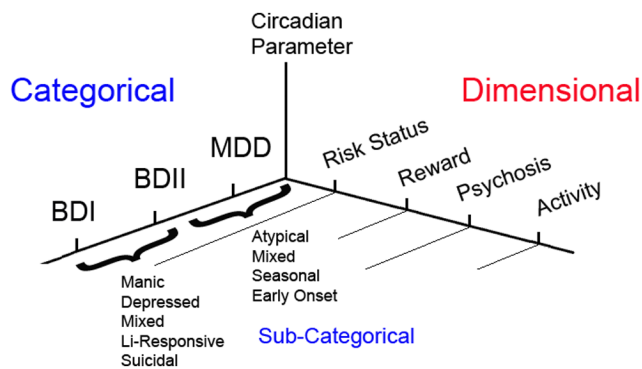 Circadian
Parameter
Categorical
Dimensional
MDD
BDII
BDI
Risk Status
Reward
Psychosis
Activity
Manic
Depressed
Mixed
Li-Responsive
Suicidal
Atypical
Mixed
Seasonal
Early Onset
Sub-Categorical